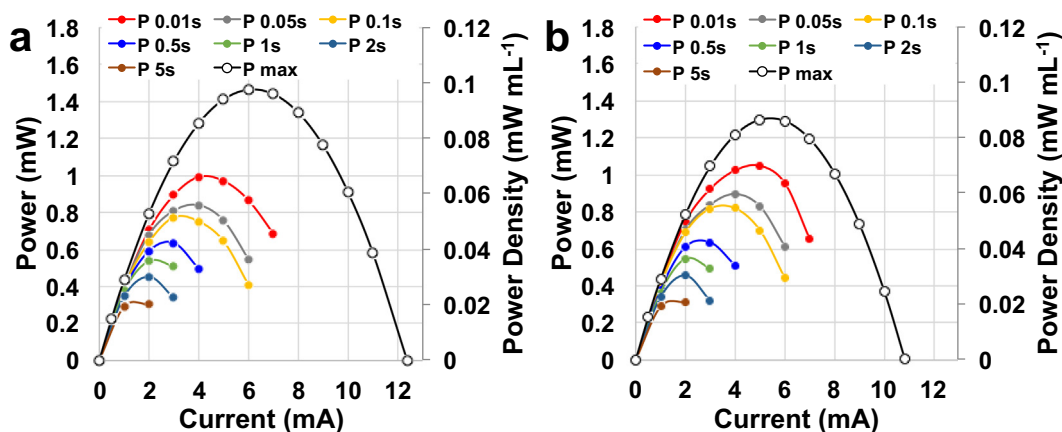 a
P 0.01s P 0.05s P 0.1s
P 0.5s P 1s P 2s
P 5s P max
1.8
1.6
1.4
1.2
1
0.8
0.6
0.4
0.2
0
Power (mW)
0.12
0.1
0.08
0.06
0.04
0.02
0
Power Density (mW mL-1)
0 2 4 6 8 10 12
Current (mA)
b
P 0.01s P 0.05s P 0.1s
P 0.5s P 1s P 2s
P 5s P max
1.8
1.6
1.4
1.2
1
0.8
0.6
0.4
0.2
0
Power (mW)
0.12
0.1
0.08
0.06
0.04
0.02
0
Power Density (mW mL-1)
0 2 4 6 8 10 12
Current (mA)